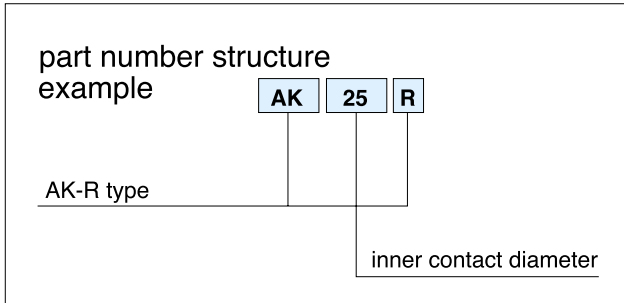 part number structure
example
AK 25 R
AK-R type
inner contact diameter